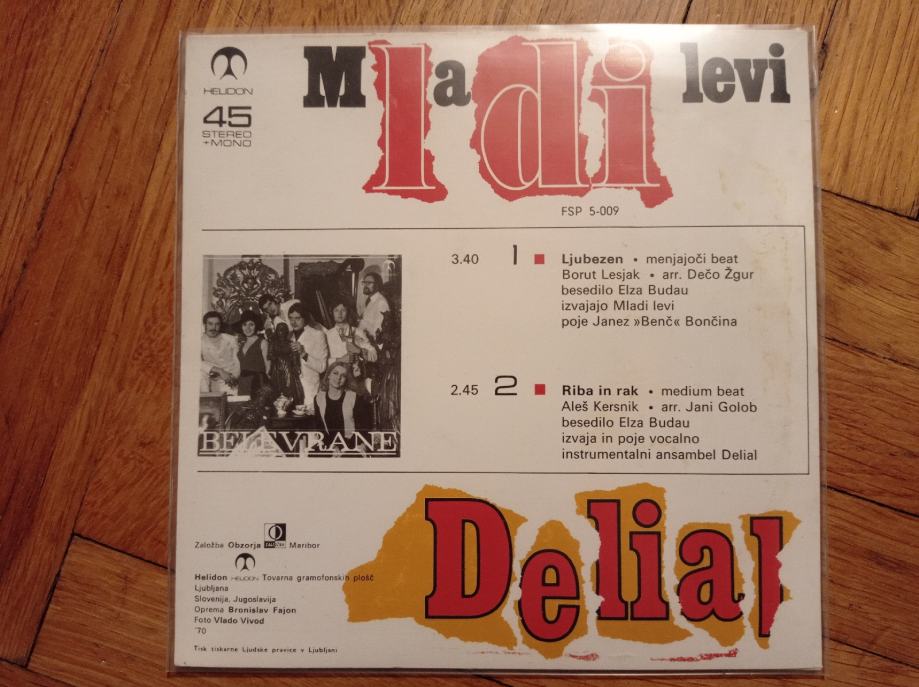 HELIDON
45
STEREO
+MONO
Mladi levi
FSP 5-009
3.40 1 ■ Ljubezen • menjajoči beat
Borut Lesjak • arr. Dečo Žgur
besedilo Elza Budau
izvajajo Mladi levi
poje Janez »Benč« Bončina
BELE VRANE
2.45 2 ■ Riba in rak • medium beat
Aleš Kersnik • arr. Jani Golob
besedilo Elza Budau
izvaja in poje vocalno
instrumentalni ansambel Delial
Delial
Založba Obzorja Maribor
Helidon HELIDON Tovarna gramofonskih plošč
Ljubljana
Slovenija, Jugoslavija
Oprema Bronislav Fajon
Foto Vlado Vivod
'70
Tisk tiskarne Ljudske pravice v Ljubljani